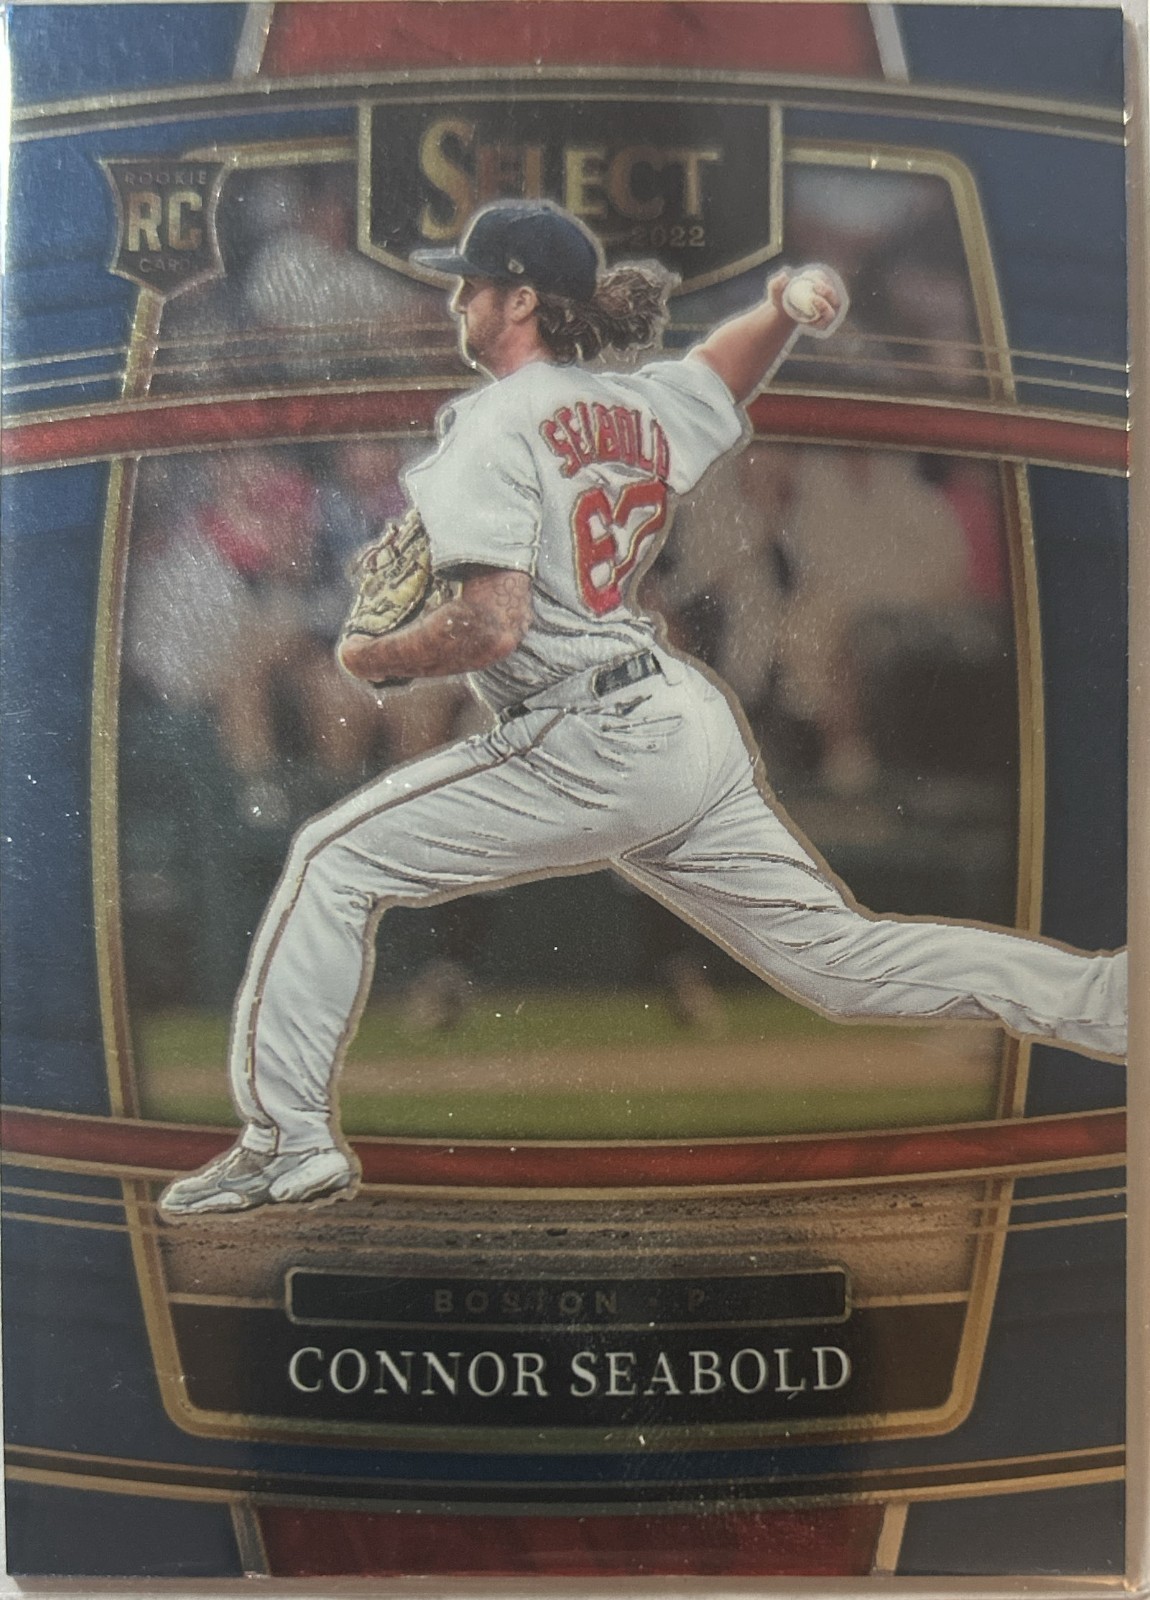 SELECT
2022
ROOKIE
RC
CARD
SEABOLD
67
BOSTON · P
CONNOR SEABOLD